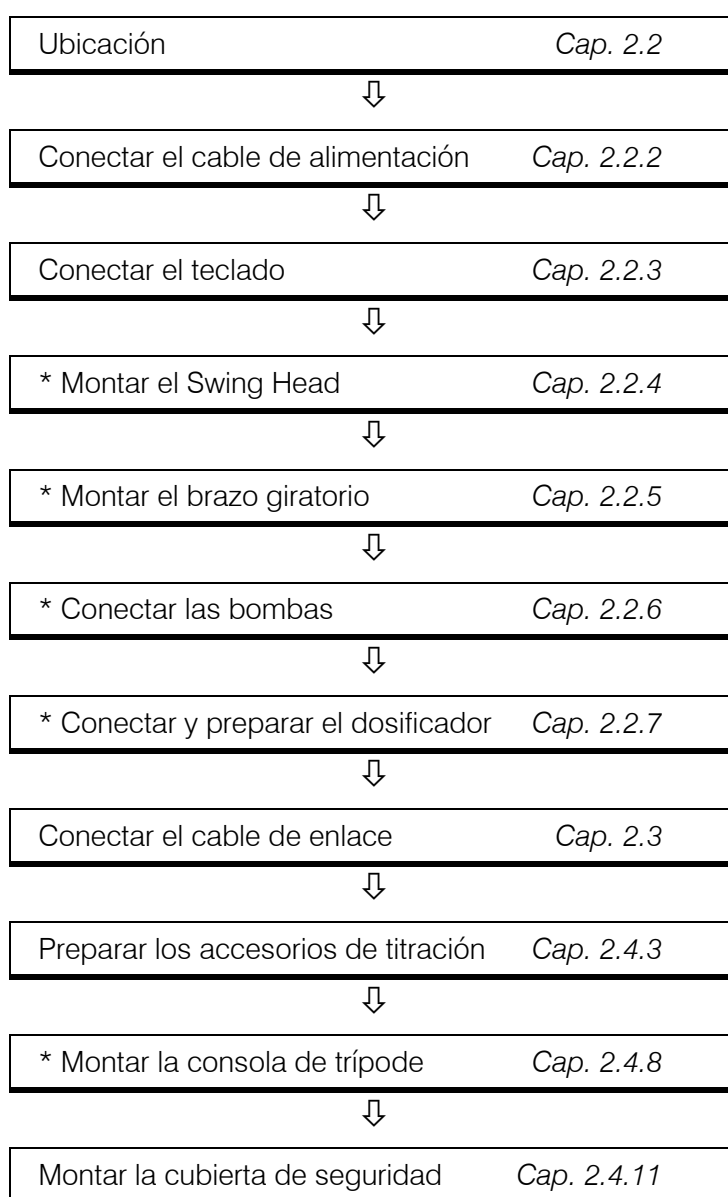 Ubicación Cap. 2.2
⇩
Conectar el cable de alimentación Cap. 2.2.2
⇩
Conectar el teclado Cap. 2.2.3
⇩
* Montar el Swing Head Cap. 2.2.4
⇩
* Montar el brazo giratorio Cap. 2.2.5
⇩
* Conectar las bombas Cap. 2.2.6
⇩
* Conectar y preparar el dosificador Cap. 2.2.7
⇩
Conectar el cable de enlace Cap. 2.3
⇩
Preparar los accesorios de titración Cap. 2.4.3
⇩
* Montar la consola de trípode Cap. 2.4.8
⇩
Montar la cubierta de seguridad Cap. 2.4.11